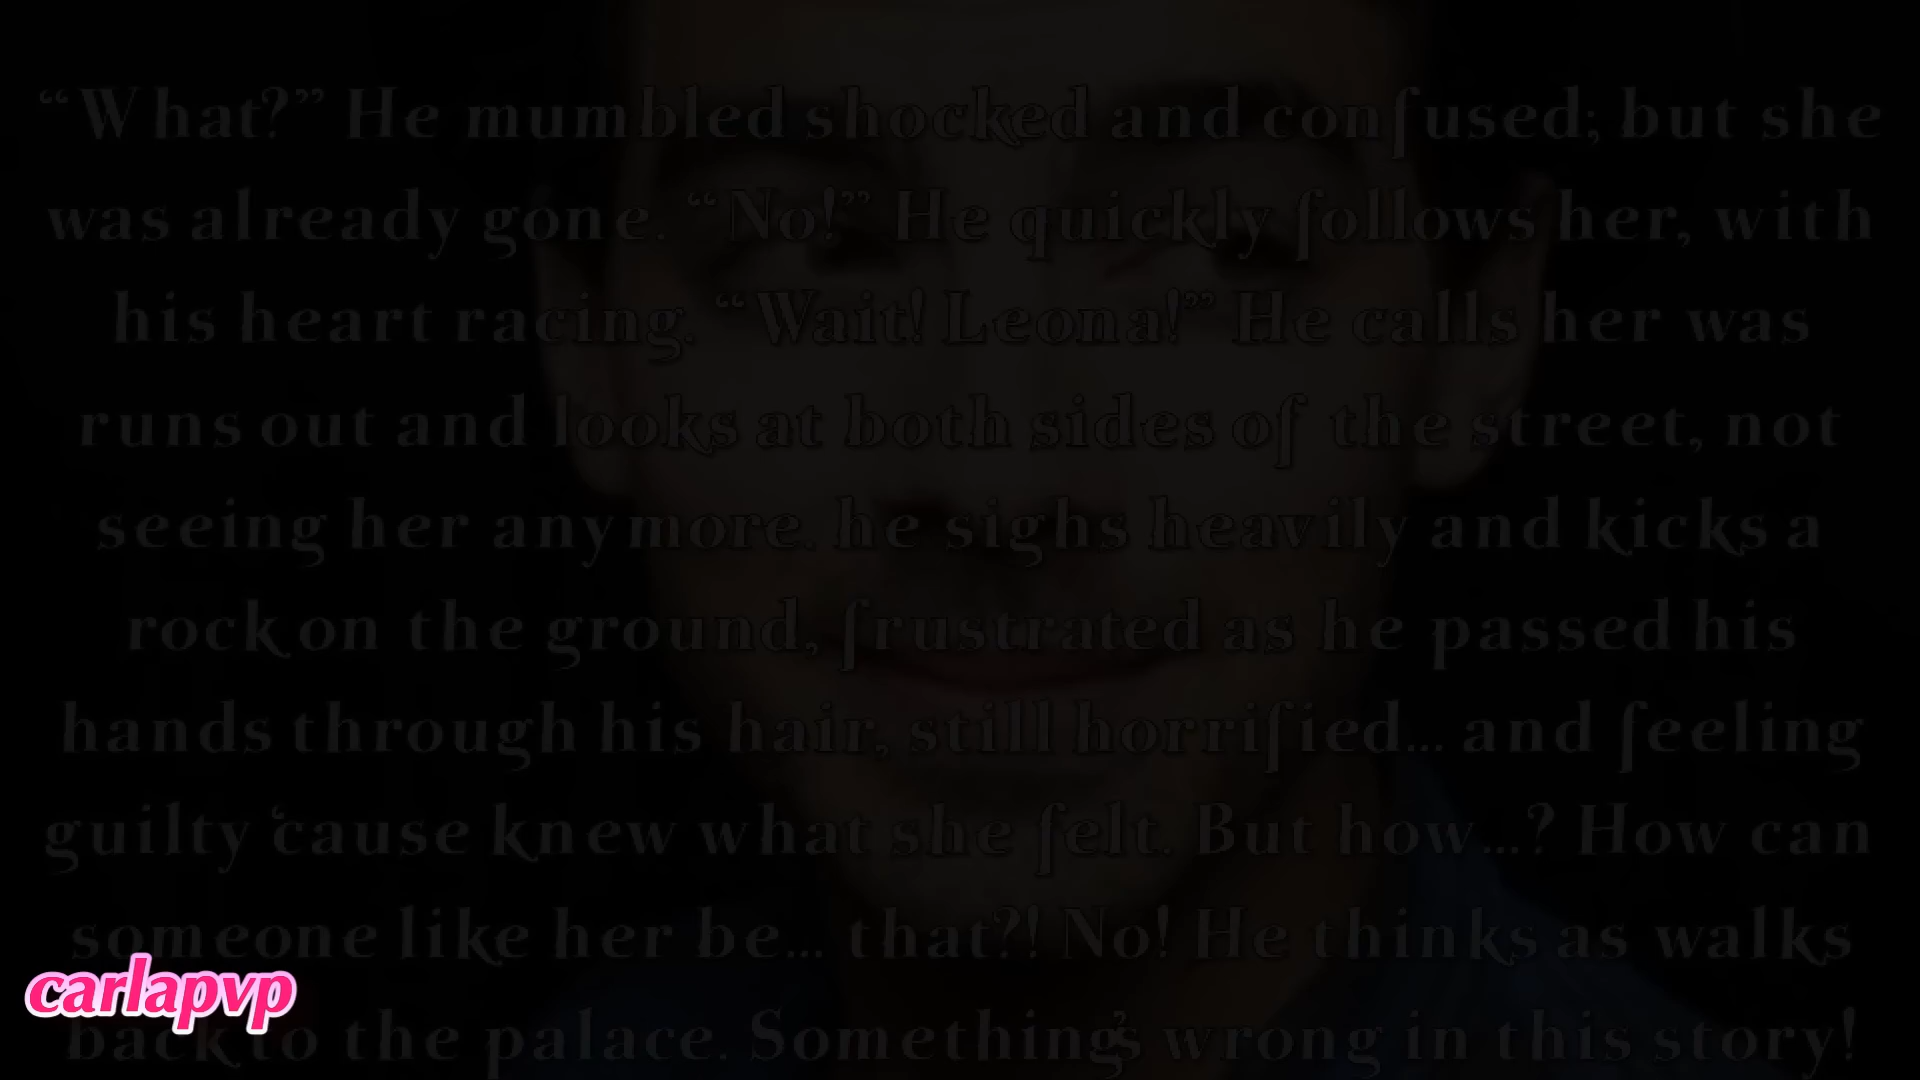 “What?” He mumbled shocked and confused; but she
was already gone. “No!” He quickly follows her, with
his heart racing. “Wait! Leona!” He calls her was
runs out and looks at both sides of the street, not
seeing her anymore. he sighs heavily and kicks a
rock on the ground, frustrated as he passed his
hands through his hair, still horrified... and feeling
guilty ‘cause knew what she felt. But how...? How can
someone like her be... that?! No! He thinks as walks
carlapvp
back to the palace. Something’s wrong in this story!